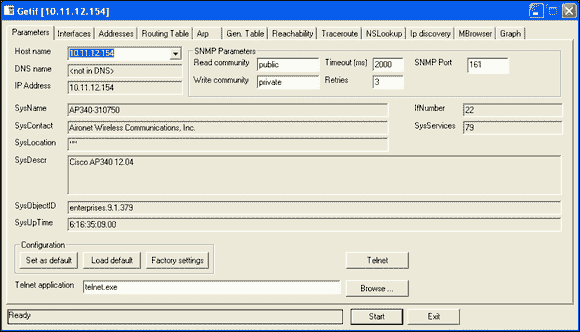 Getif [10.11.12.154]
Parameters Interfaces Addresses Routing Table Arp Gen. Table Reachability Traceroute NSLookup Ip discovery MBrowser Graph
Host name 10.11.12.154
DNS name <not in DNS>
IP Address 10.11.12.154
SNMP Parameters
Read community public Timeout (ms) 2000 SNMP Port 161
Write community private Retries 3
SysName AP340-310750 IfNumber 22
SysContact Aironet Wireless Communications, Inc. SysServices 79
SysLocation ""
SysDescr Cisco AP340 12.04
SysObjectID enterprises.9.1.379
SysUpTime 6:16:35:09.00
Configuration
Set as default Load default Factory settings Telnet
Telnet application telnet.exe Browse ...
Ready Start Exit